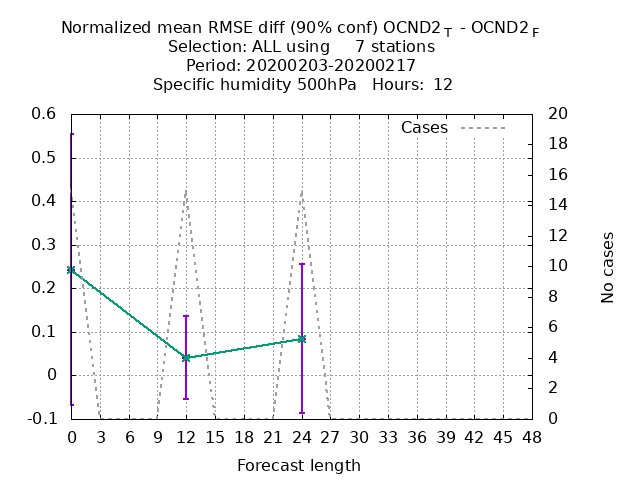 Normalized mean RMSE diff (90% conf) OCND2T - OCND2F
Selection: ALL using 7 stations
Period: 20200203-20200217
Specific humidity 500hPa Hours: 12
Cases
0.6
0.5
0.4
0.3
0.2
0.1
0
-0.1
20
18
16
14
12
10
8
6
4
2
0
No cases
0 3 6 9 12 15 18 21 24 27 30 33 36 39 42 45 48
Forecast length